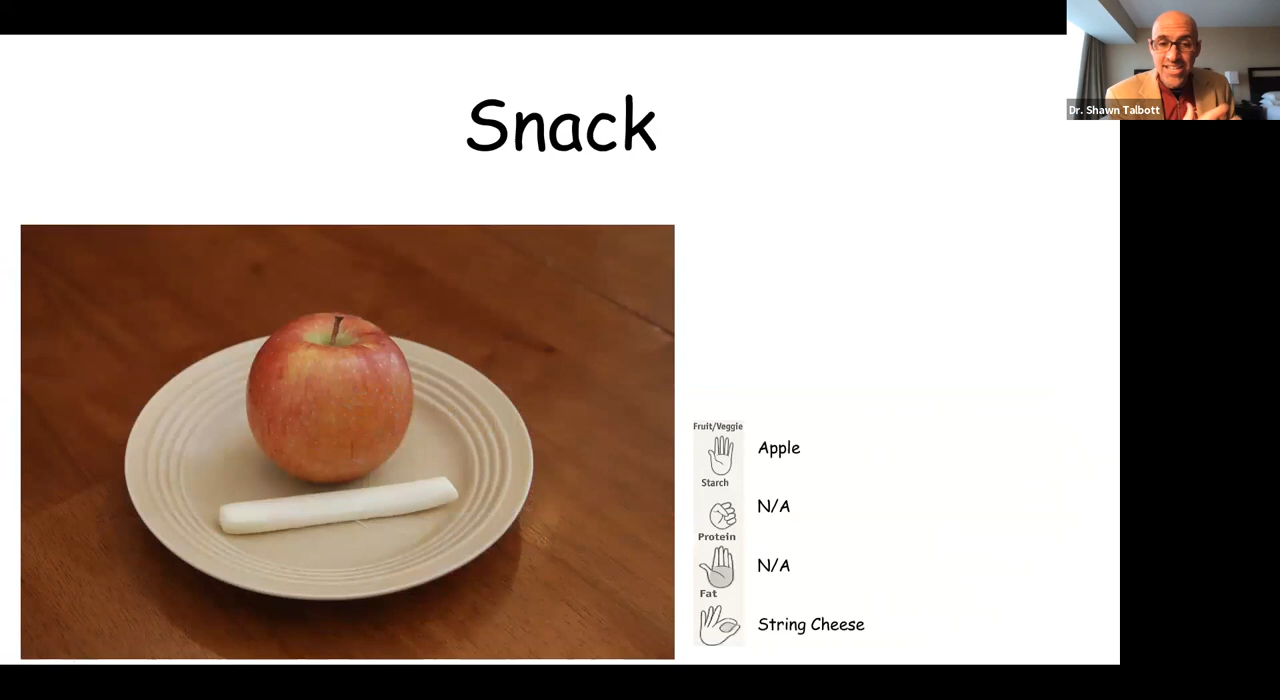 Dr. Shawn Talbott
Snack
Fruit/Veggie
Apple
Starch
N/A
Protein
N/A
Fat
String Cheese